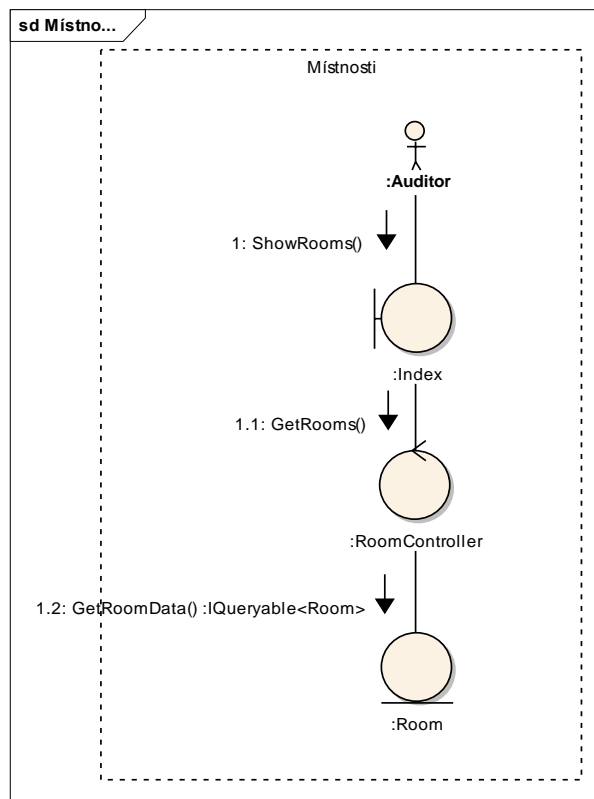 sd Místno...
Místnosti
:Auditor
1: ShowRooms()
:Index
1.1: GetRooms()
:RoomController
1.2: GetRoomData() :IQueryable<Room>
:Room